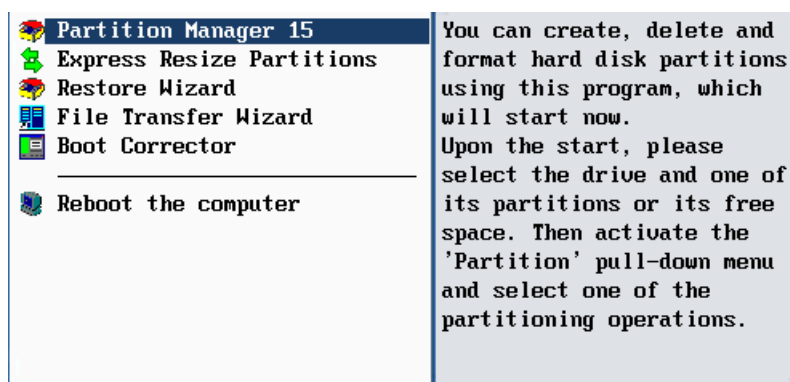 Partition Manager 15
Express Resize Partitions
Restore Wizard
File Transfer Wizard
Boot Corrector
Reboot the computer
You can create, delete and
format hard disk partitions
using this program, which
will start now.
Upon the start, please
select the drive and one of
its partitions or its free
space. Then activate the
'Partition' pull-down menu
and select one of the
partitioning operations.